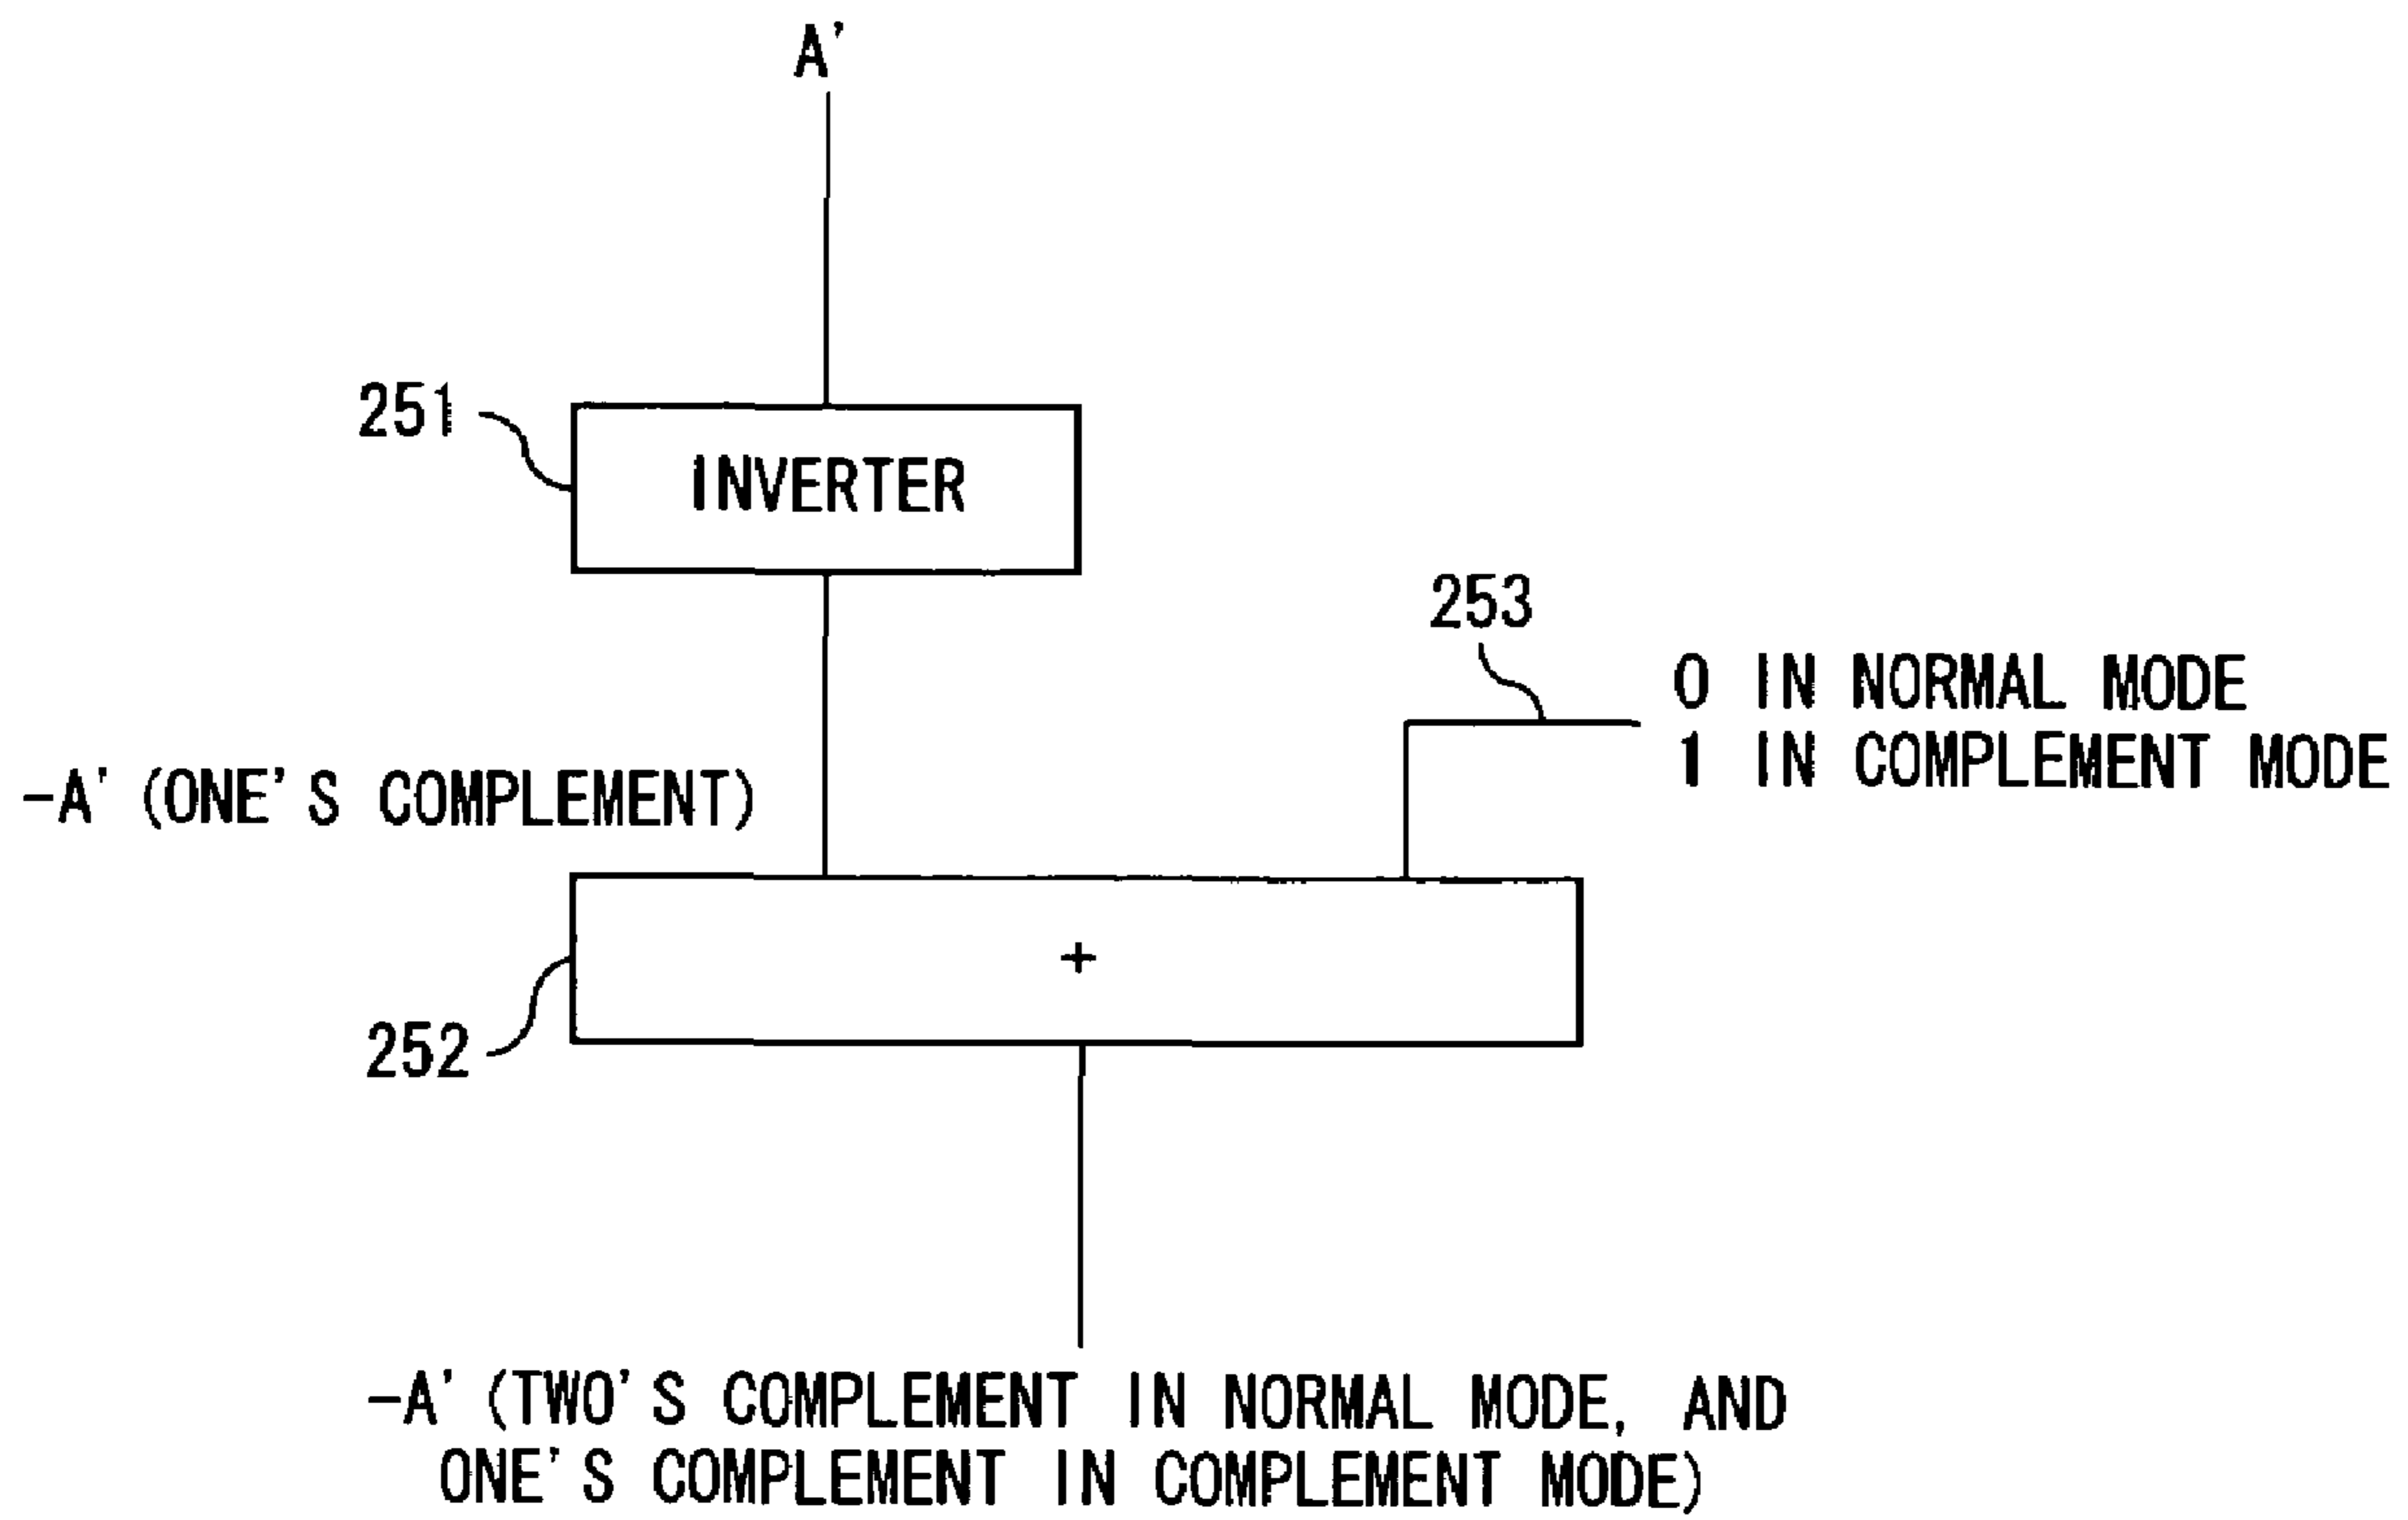 A'
251
INVERTER
253
0 IN NORMAL MODE
1 IN COMPLEMENT MODE
-A' (ONE'S COMPLEMENT)
+
252
-A' (TWO'S COMPLEMENT IN NORMAL MODE, AND
ONE'S COMPLEMENT IN COMPLEMENT MODE)